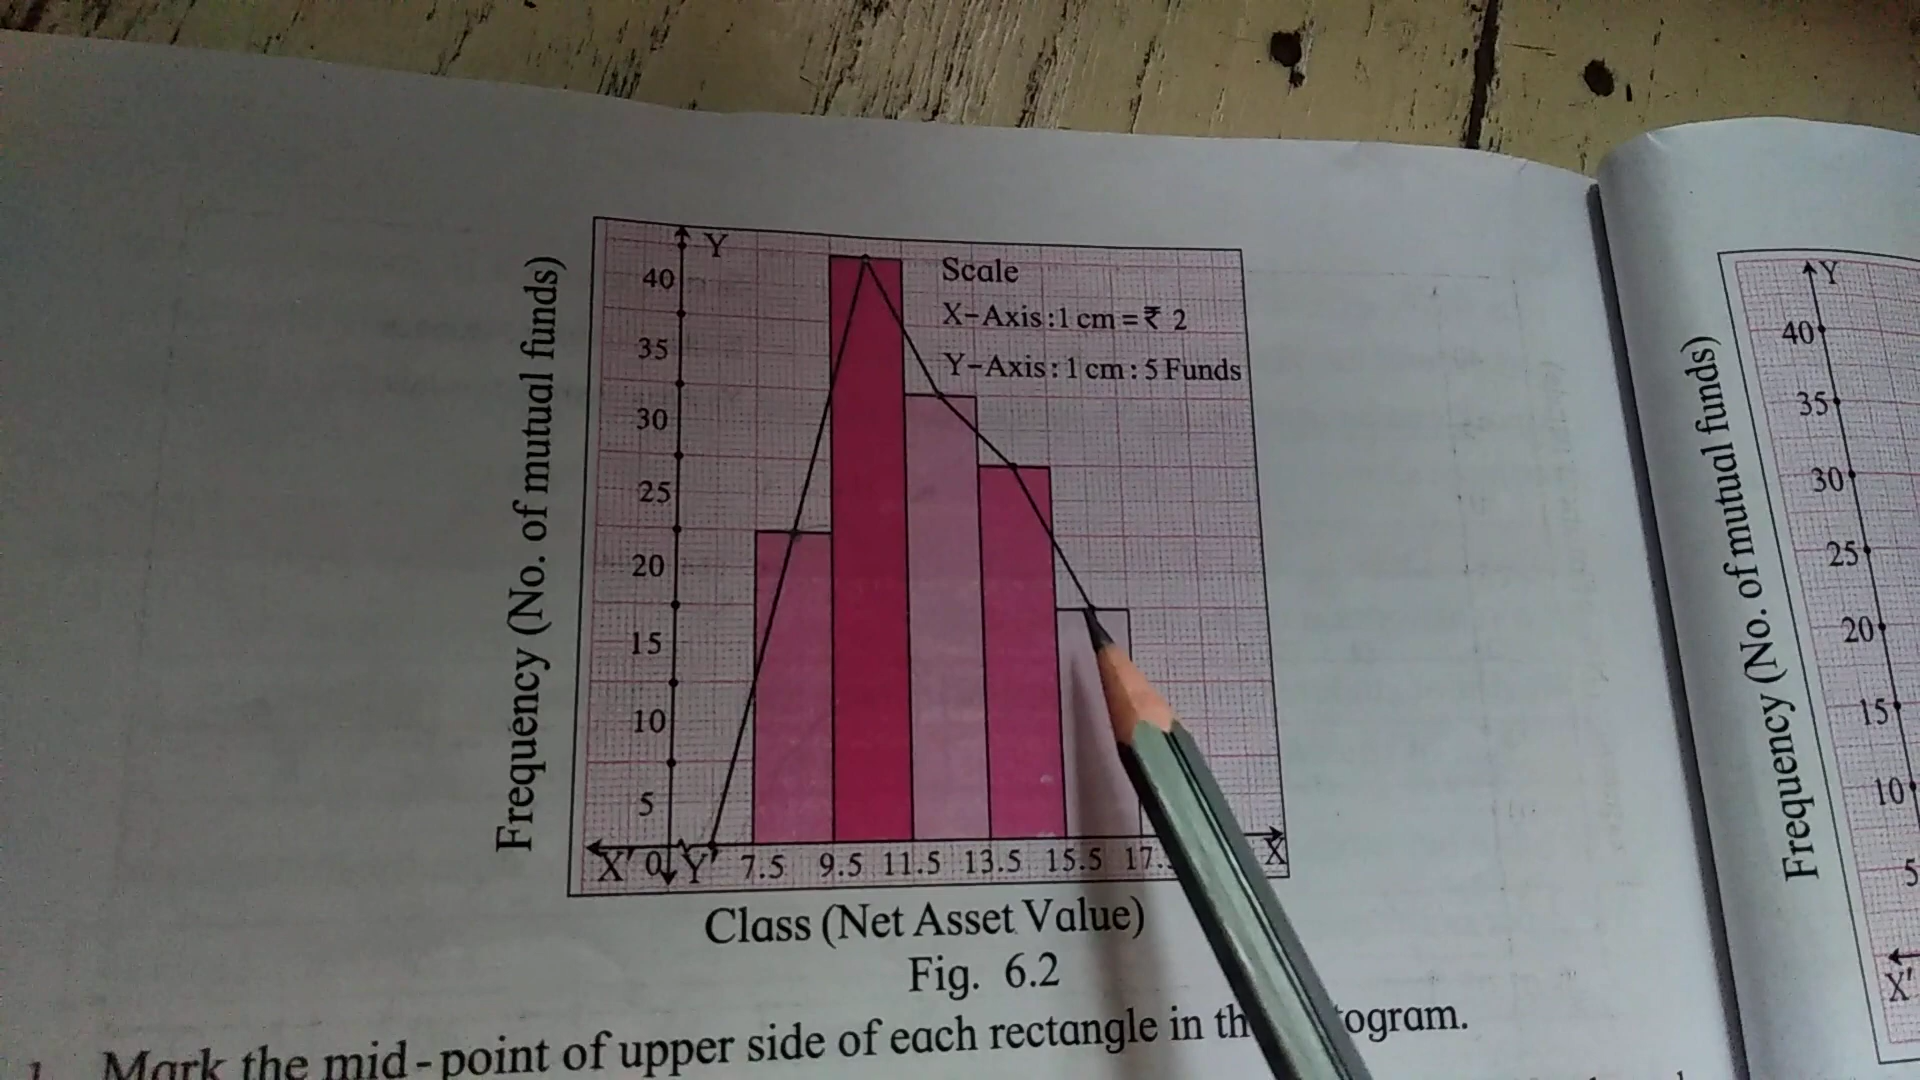 Y
Scale
X-Axis:1 cm=₹ 2
Y-Axis: 1 cm: 5 Funds
40
35
30
25
20
15
10
5
Frequency (No. of mutual funds)
X' 0 Y' 7.5 9.5 11.5 13.5 15.5 17. X
Class (Net Asset Value)
Fig. 6.2
1. Mark the mid-point of upper side of each rectangle in th ogram.
Y
40
35
30
25
20
15
10
5
X'
Frequency (No. of mutual funds)